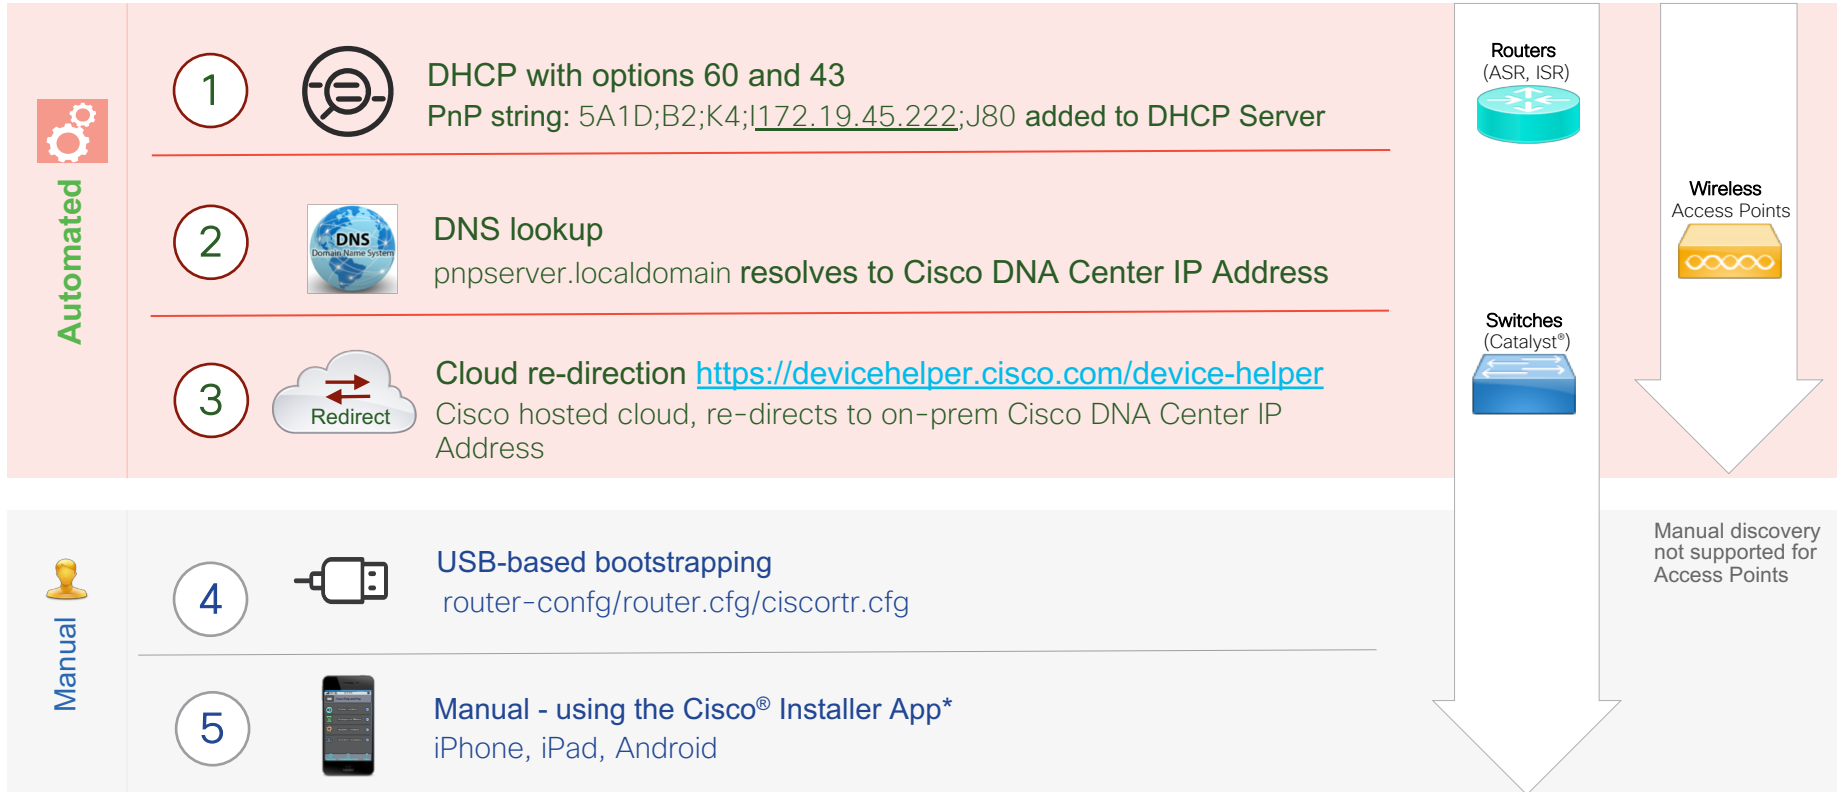 Automated
1
DHCP with options 60 and 43
PnP string: 5A1D;B2;K4;I172.19.45.222;J80 added to DHCP Server
2
DNS
Domain Name System
DNS lookup
pnpserver.localdomain resolves to Cisco DNA Center IP Address
3
Redirect
Cloud re-direction https://devicehelper.cisco.com/device-helper
Cisco hosted cloud, re-directs to on-prem Cisco DNA Center IP
Address
Routers
(ASR, ISR)
Switches
(Catalyst®)
Wireless
Access Points
Manual
4
USB-based bootstrapping
router-confg/router.cfg/ciscortr.cfg
5
Manual - using the Cisco® Installer App*
iPhone, iPad, Android
Manual discovery
not supported for
Access Points